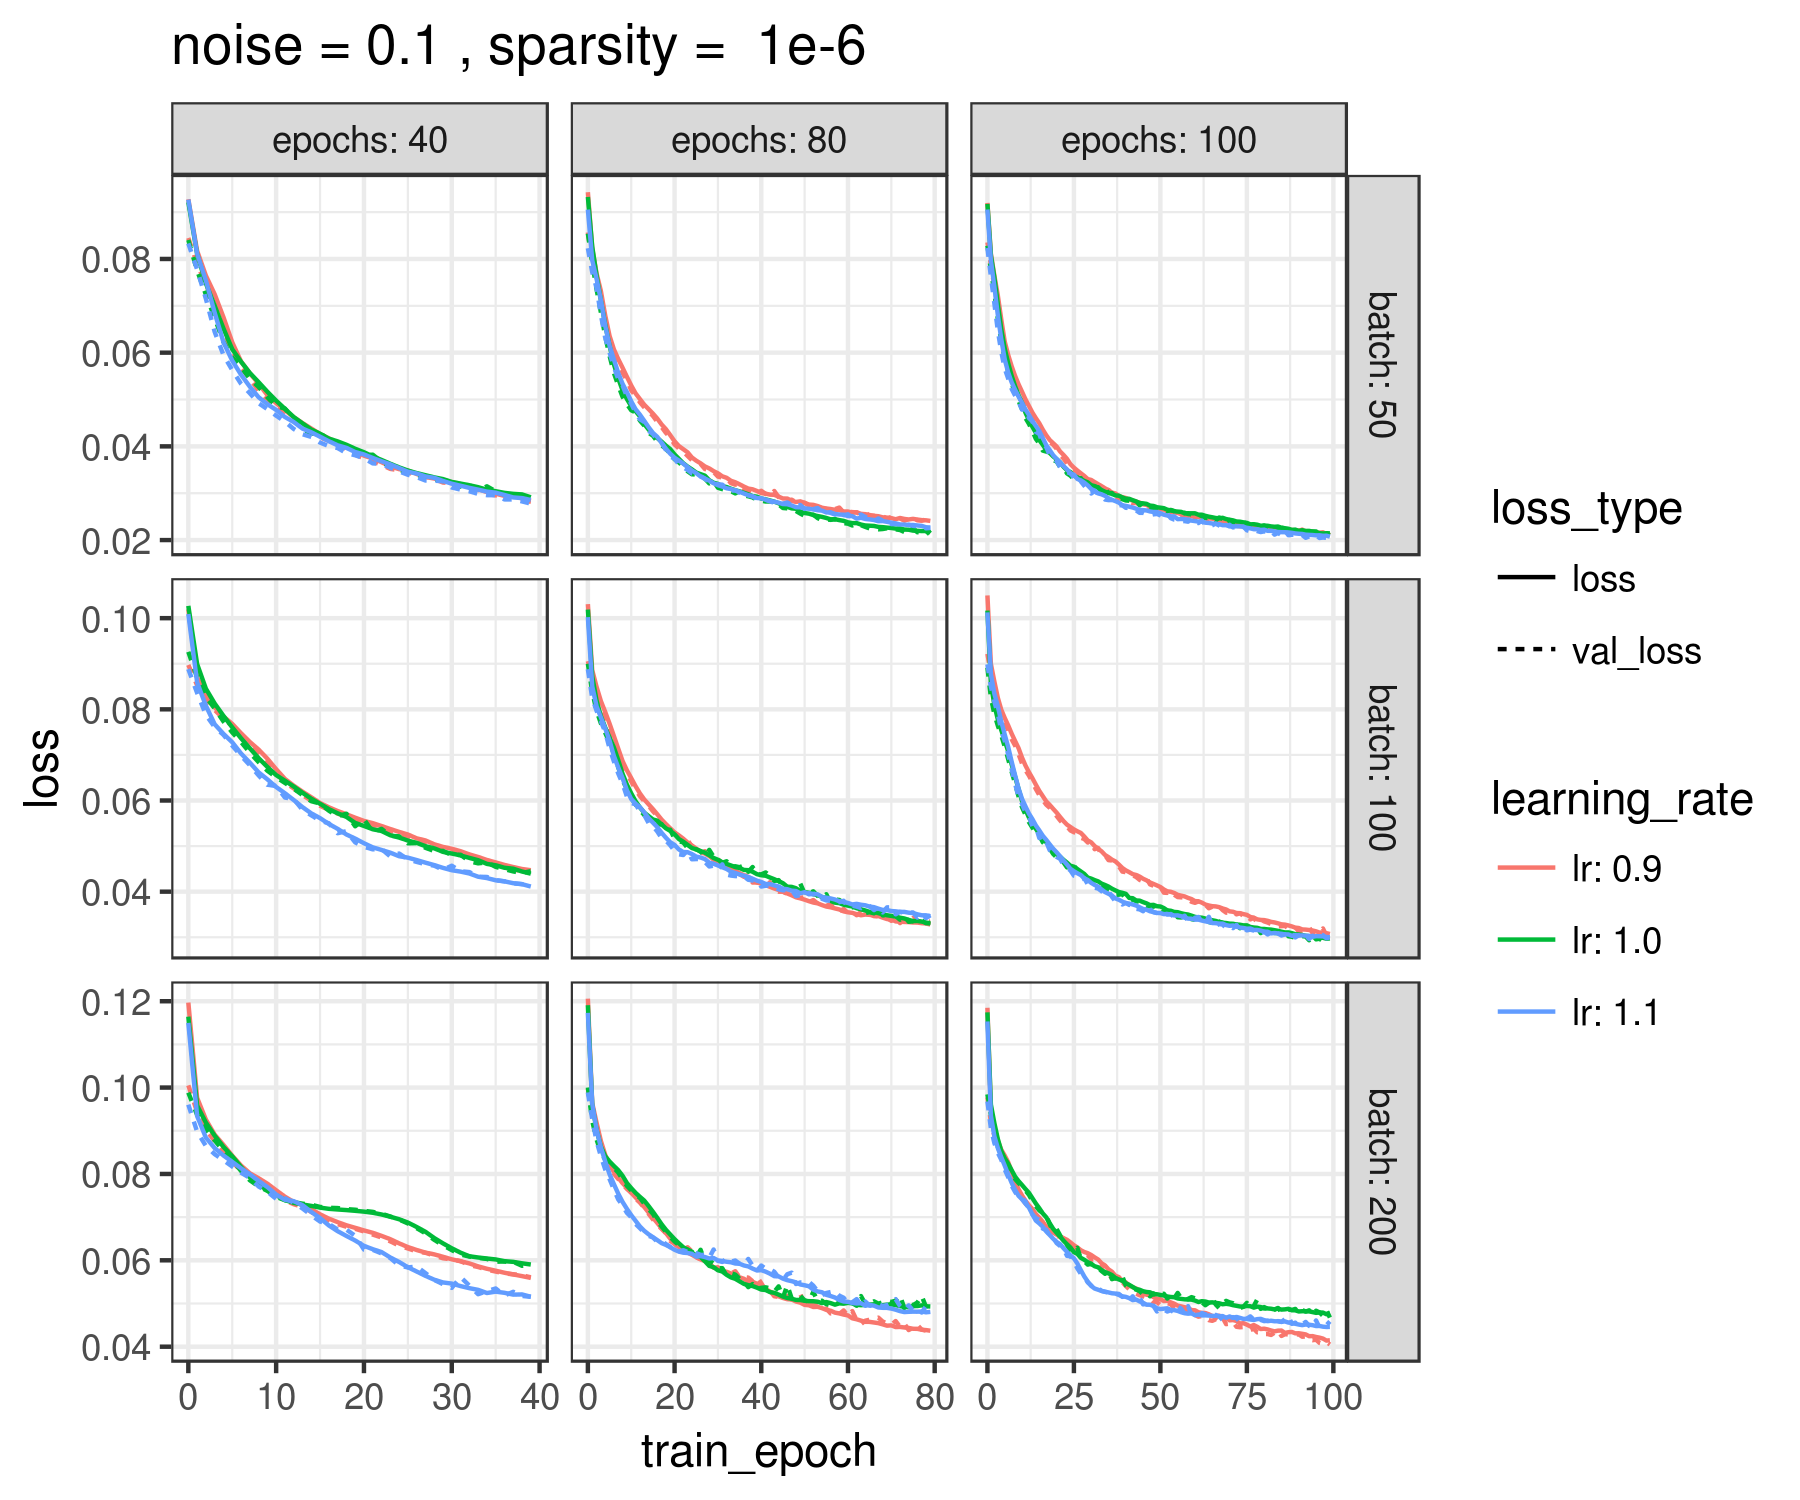 noise = 0.1 , sparsity =  1e-6
epochs: 40
epochs: 80
epochs: 100
0.08
0.06
0.04
0.02
batch: 50
0.10
0.08
0.06
0.04
batch: 100
0.12
0.10
0.08
0.06
0.04
batch: 200
0 10 20 30 40
0 20 40 60 80
0 25 50 75 100
train_epoch
loss
loss_type
loss
val_loss
learning_rate
lr: 0.9
lr: 1.0
lr: 1.1